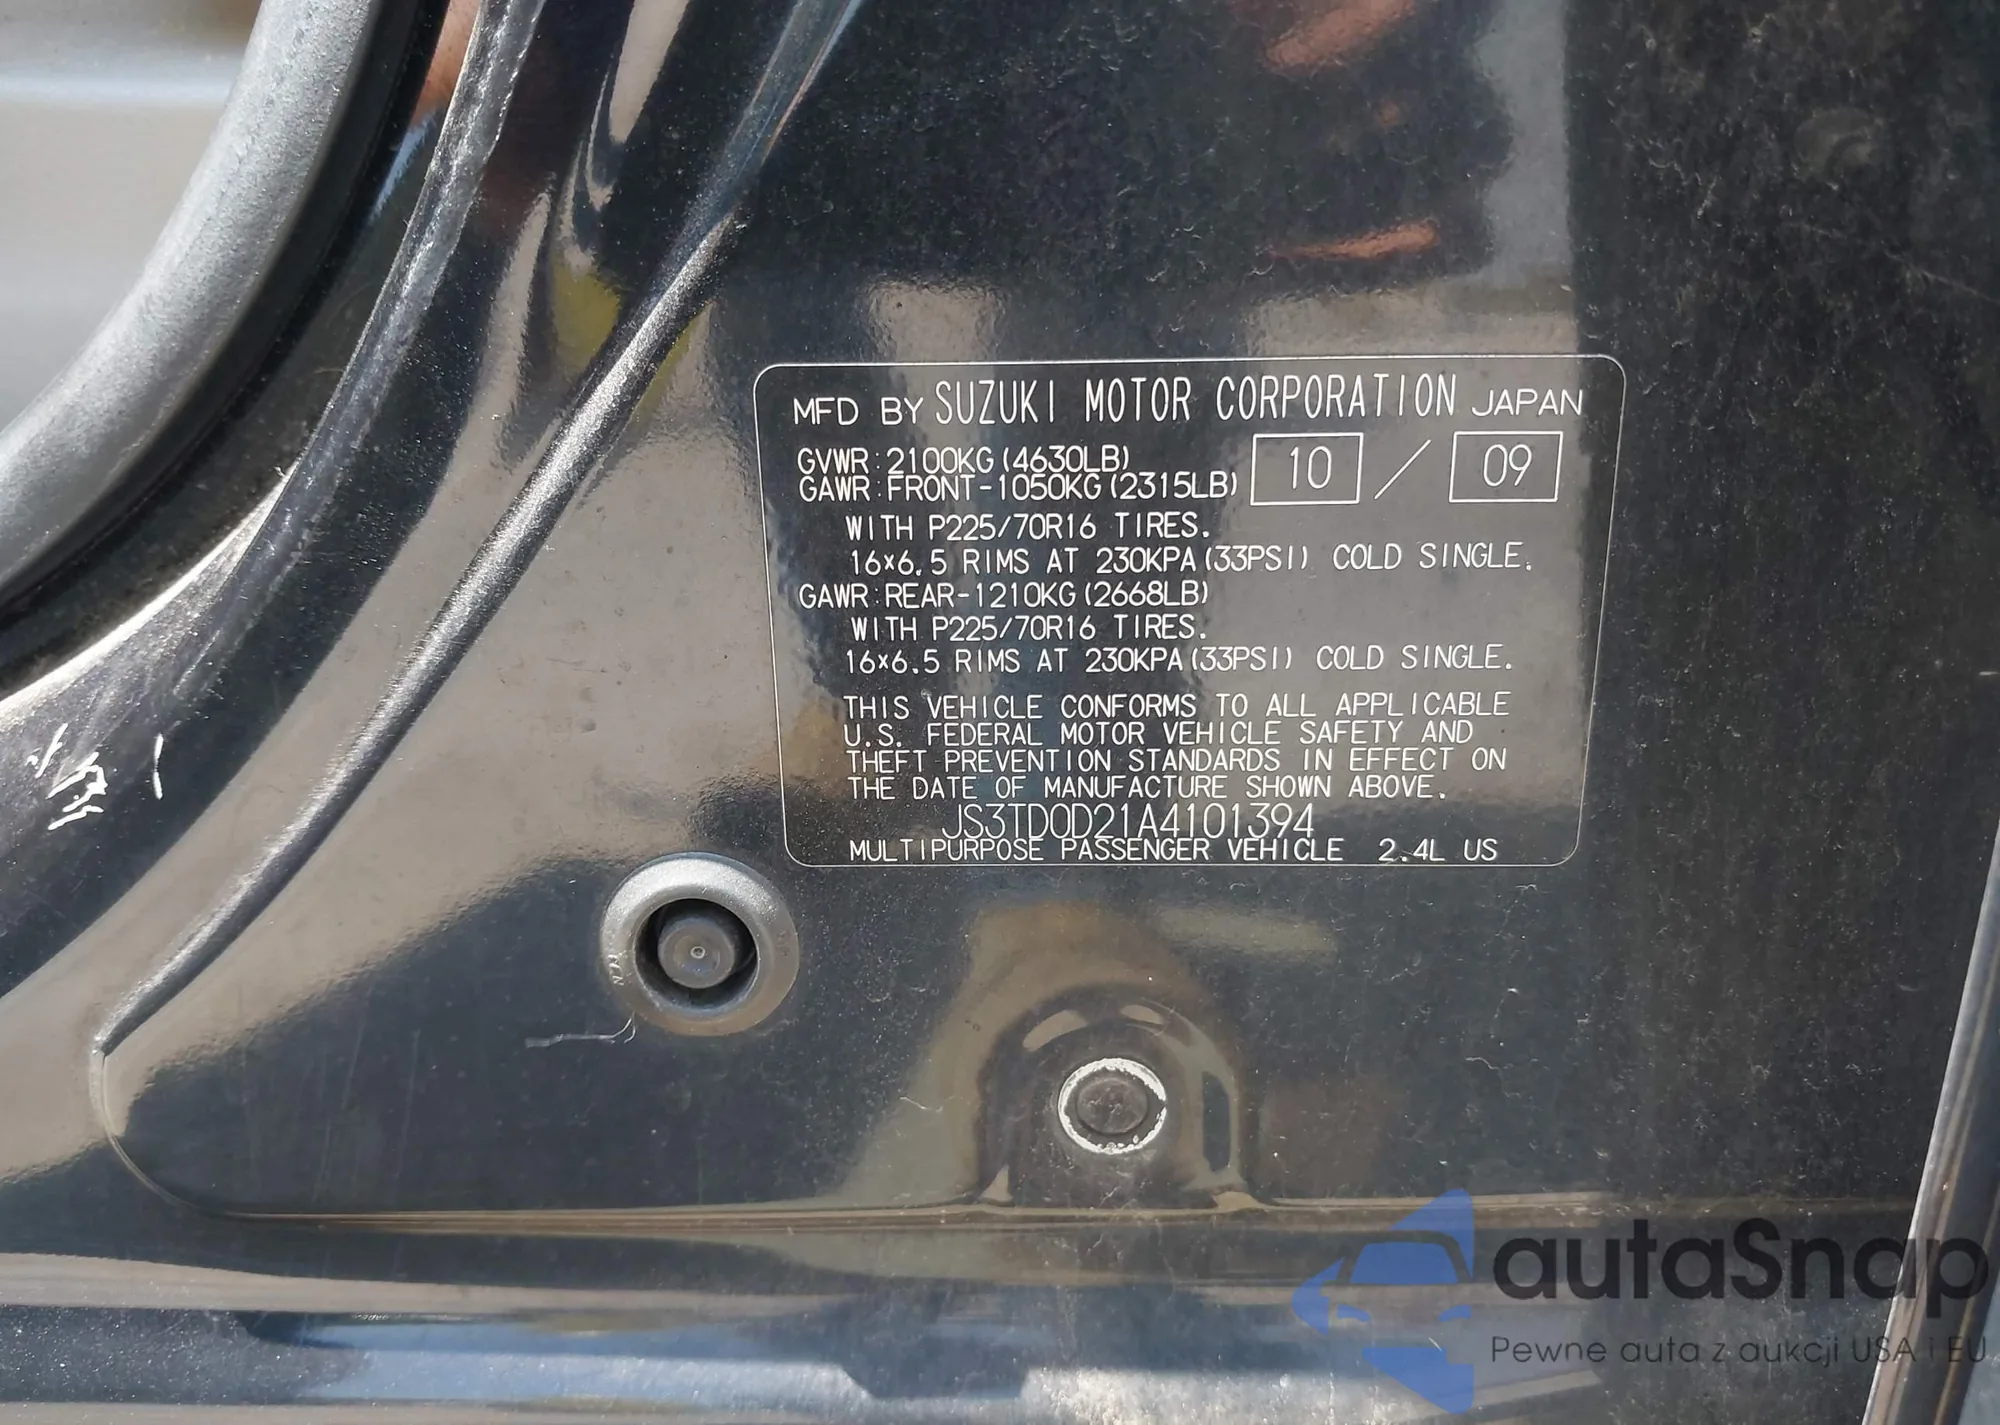 MFD BY SUZUKI MOTOR CORPORATION JAPAN
GVWR:2100KG(4630LB)
GAWR:FRONT-1050KG(2315LB) 10 / 09
WITH P225/70R16 TIRES.
16×6.5 RIMS AT 230KPA(33PSI) COLD SINGLE.
GAWR:REAR-1210KG(2668LB)
WITH P225/70R16 TIRES.
16×6.5 RIMS AT 230KPA(33PSI) COLD SINGLE.
THIS VEHICLE CONFORMS TO ALL APPLICABLE
U.S. FEDERAL MOTOR VEHICLE SAFETY AND
THEFT PREVENTION STANDARDS IN EFFECT ON
THE DATE OF MANUFACTURE SHOWN ABOVE.
JS3TD0D21A4101394
MULTIPURPOSE PASSENGER VEHICLE 2.4L US
autaSnap
Pewne auta z aukcji USA i EU